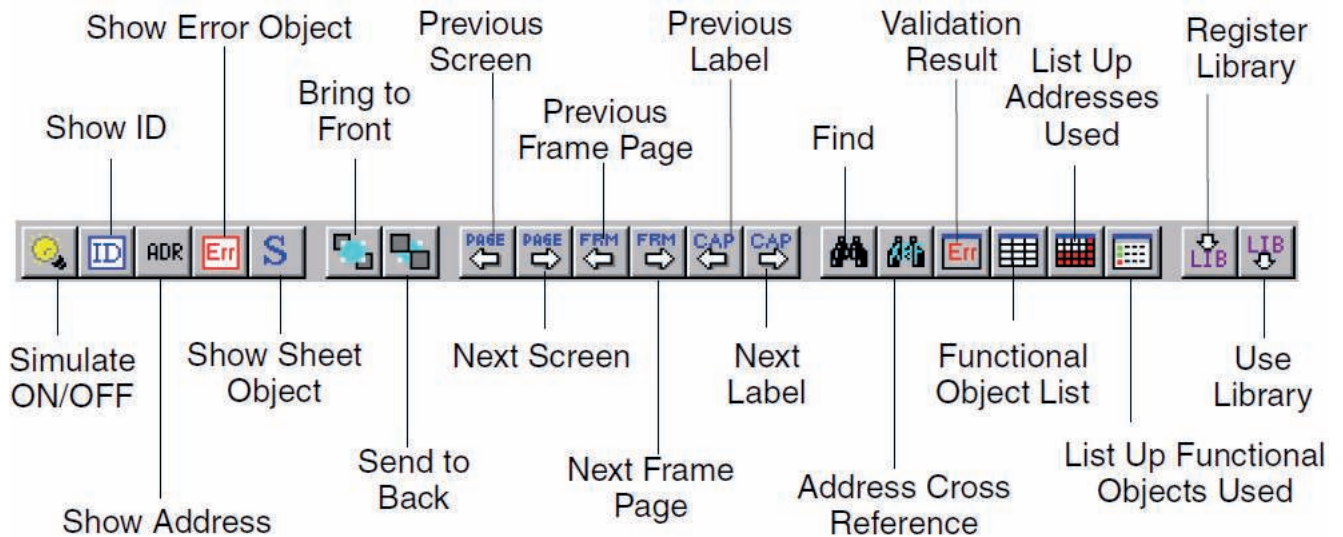 Show Error Object
Previous
Screen
Previous
Label
Validation
Result
List Up
Addresses
Used
Register
Library
Show ID
Bring to
Front
Previous
Frame Page
Find
ID
ADR
Err
S
PAGE
PAGE
FRM
FRM
CAP
CAP
Err
LIB
LIB
Simulate
ON/OFF
Show Sheet
Object
Next Screen
Next
Label
Functional
Object List
Use
Library
Show Address
Send to
Back
Next Frame
Page
Address Cross
Reference
List Up Functional
Objects Used